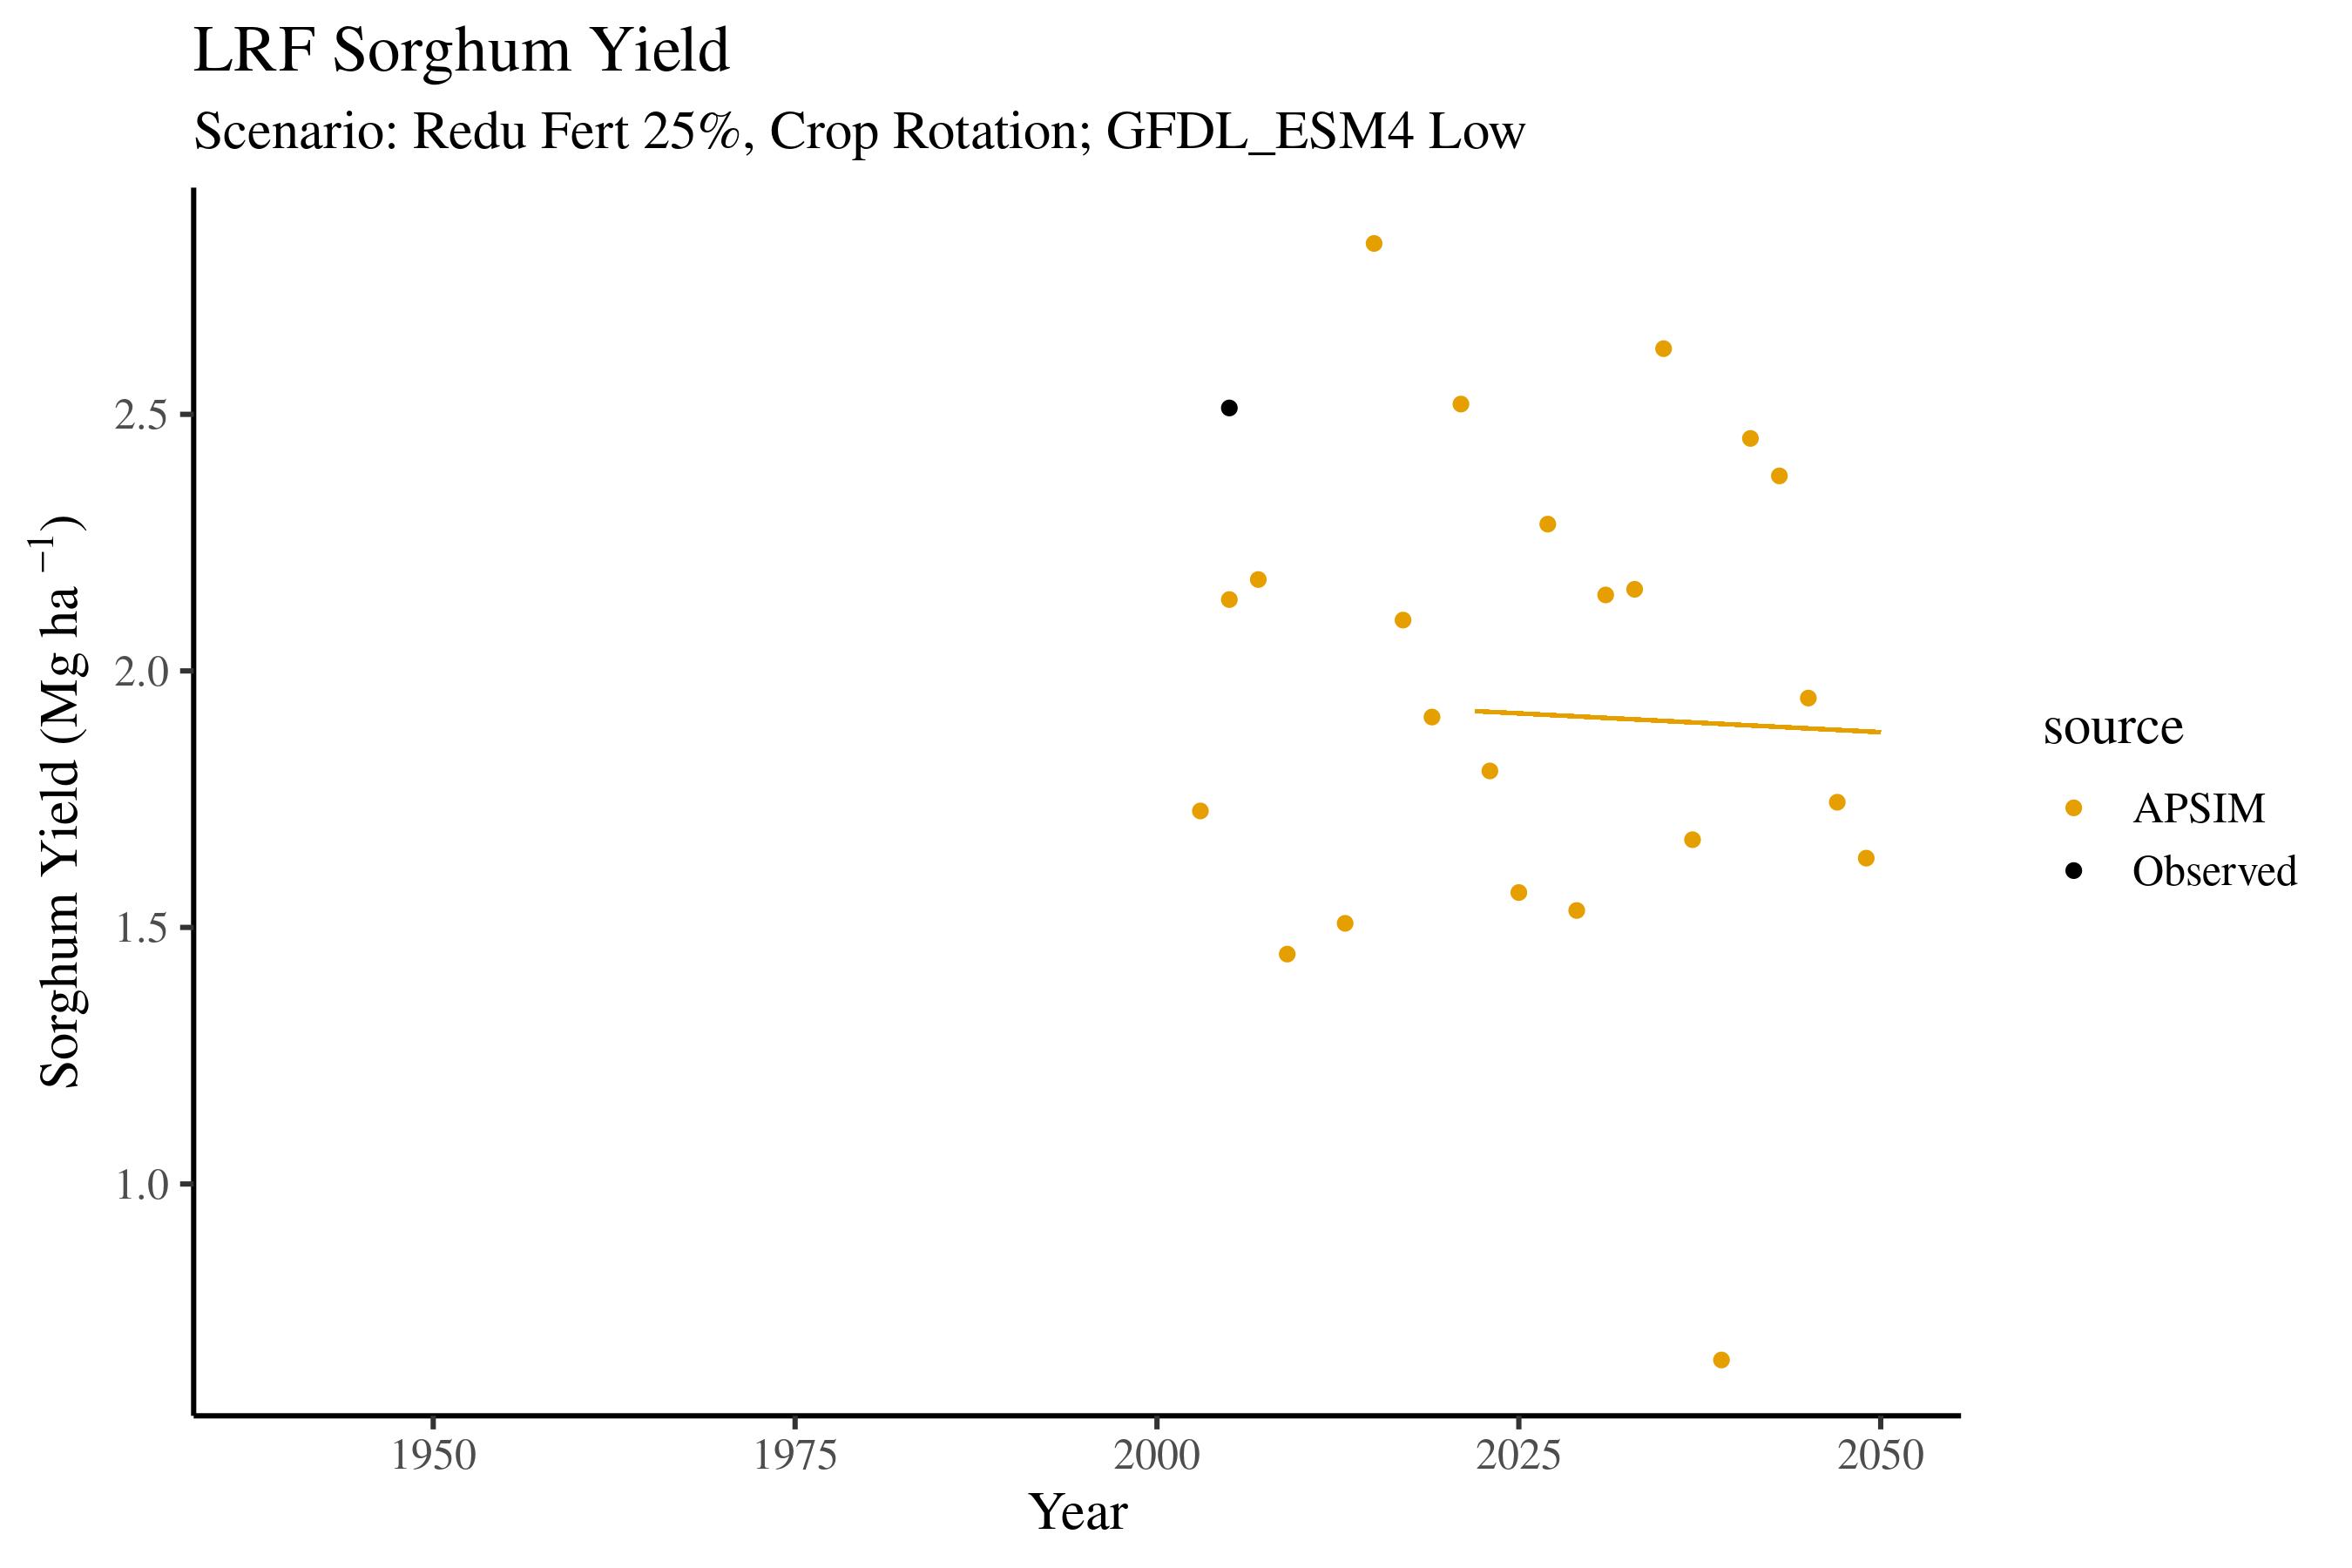 LRF Sorghum Yield
Scenario: Redu Fert 25%, Crop Rotation; GFDL_ESM4 Low
Sorghum Yield (Mg ha −1)
2.5
2.0
1.5
1.0
1950
1975
2000
2025
2050
Year
source
APSIM
Observed